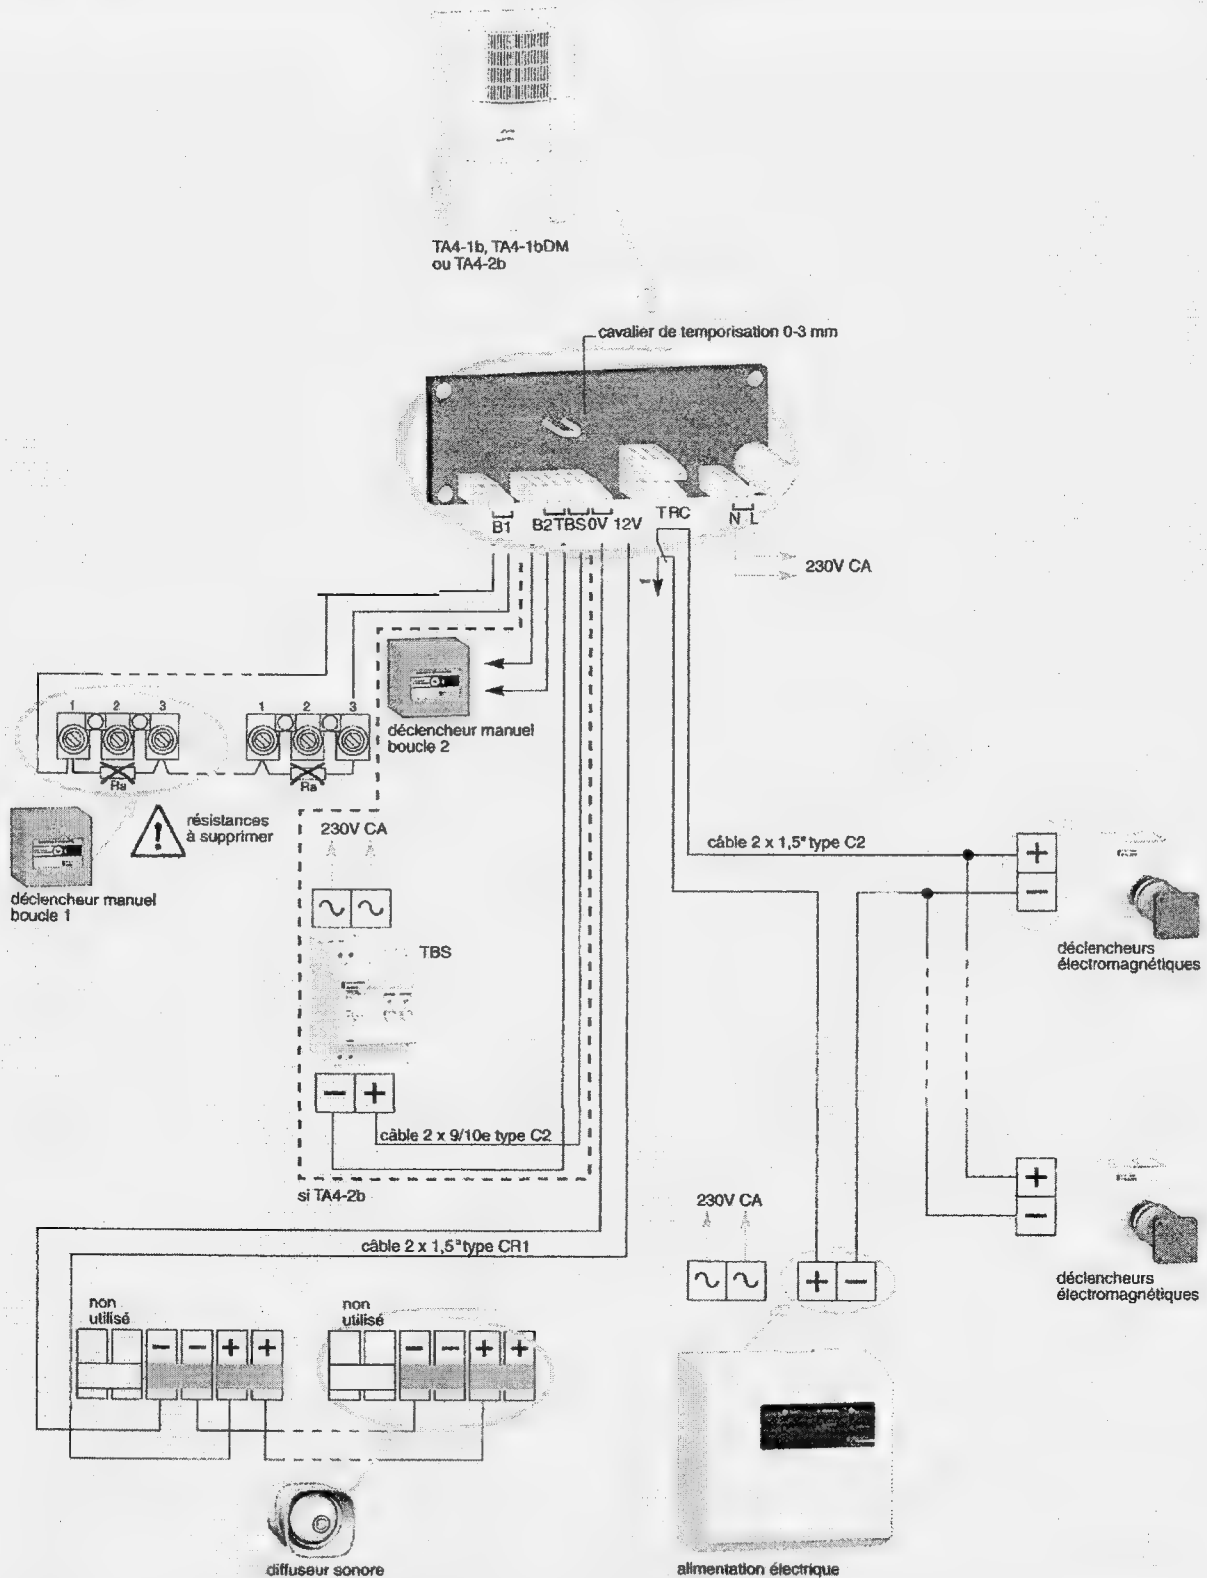 TA4-1b, TA4-1bDM
ou TA4-2b
cavalier de temporisation 0-3 mm
B1 B2 TBS 0V 12V TRC N L
230V CA
déclencheur manuel
boucle 2
1 2 3
1 2 3
Ra
Ra
résistances
à supprimer
déclencheur manuel
boucle 1
230V CA
TBS
câble 2 x 1,5² type C2
+
−
déclencheurs
électromagnétiques
− +
câble 2 x 9/10e type C2
si TA4-2b
câble 2 x 1,5² type CR1
230V CA
+ −
+
−
déclencheurs
électromagnétiques
non
utilisé
− − + +
non
utilisé
− − + +
diffuseur sonore
alimentation électrique